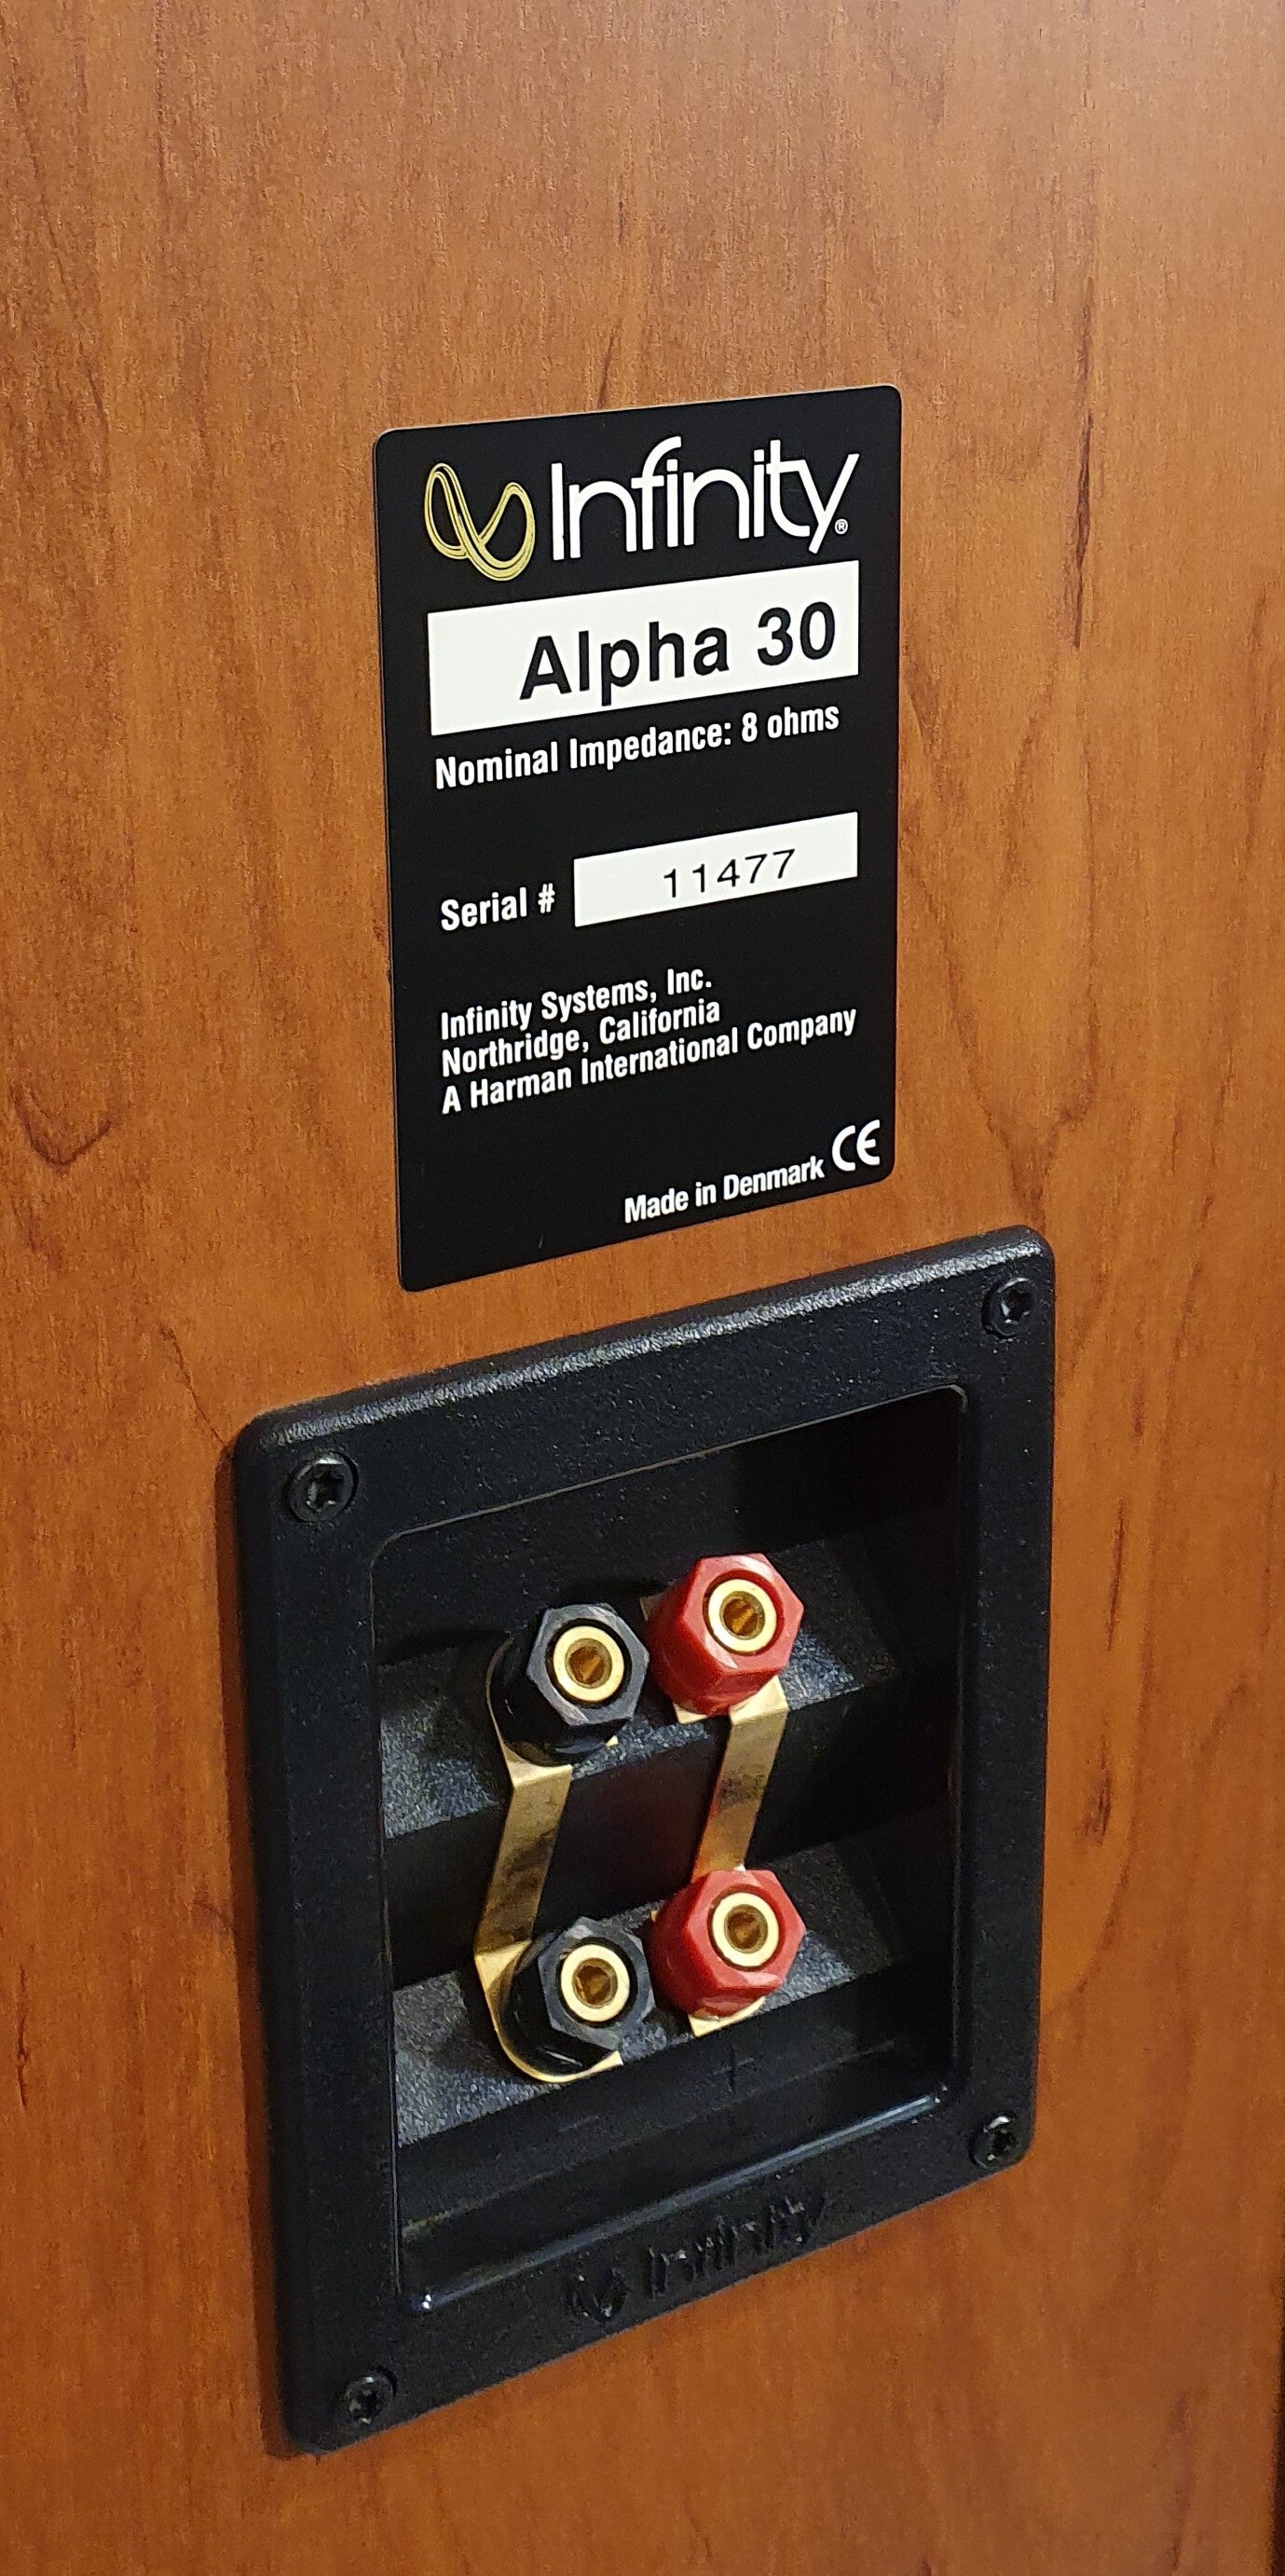 Infinity®
Alpha 30
Nominal Impedance: 8 ohms
Serial # 11477
Infinity Systems, Inc.
Northridge, California
A Harman International Company
Made in Denmark CE
+
Infinity